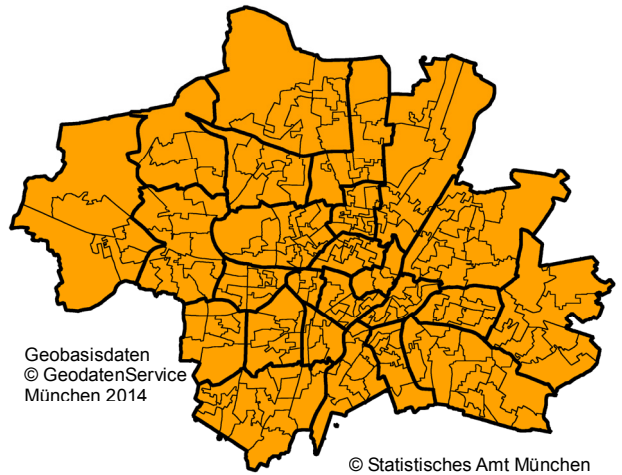 Geobasisdaten
© GeodatenService
München 2014
© Statistisches Amt München